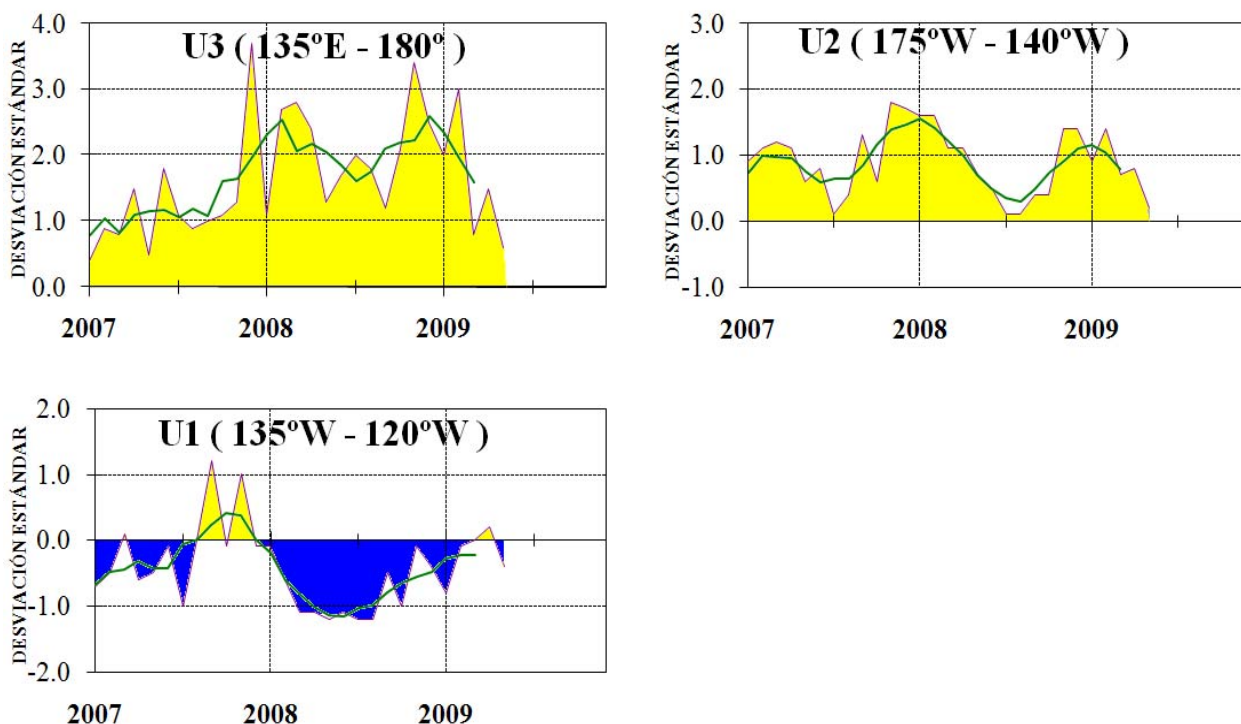 U3 ( 135ºE - 180º )
DESVIACIÓN ESTÁNDAR
4.0
3.0
2.0
1.0
0.0
2007 2008 2009
U2 ( 175ºW - 140ºW )
DESVIACIÓN ESTÁNDAR
3.0
2.0
1.0
0.0
-1.0
2007 2008 2009
U1 ( 135ºW - 120ºW )
DESVIACIÓN ESTÁNDAR
2.0
1.0
0.0
-1.0
-2.0
2007 2008 2009